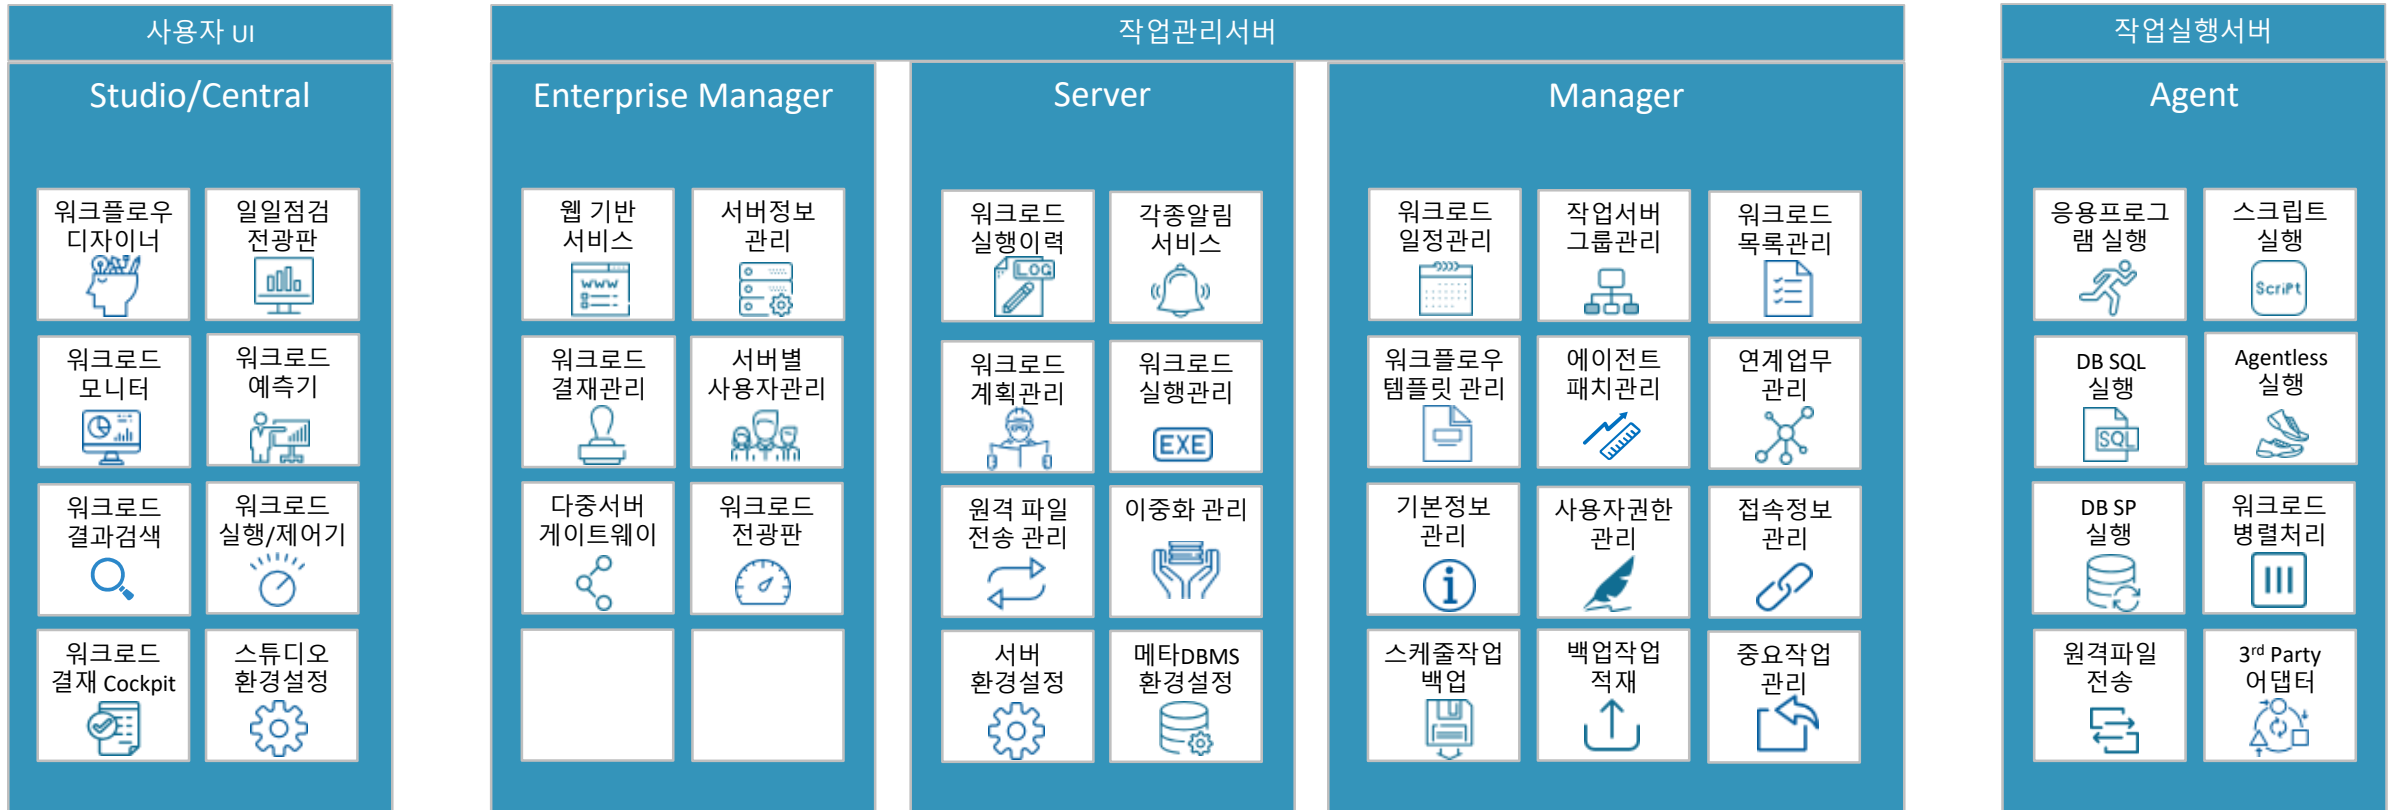 사용자 UI
Studio/Central
워크플로우
디자이너
일일점검
전광판
워크로드
모니터
워크로드
예측기
워크로드
결과검색
워크로드
실행/제어기
워크로드
결재 Cockpit
스튜디오
환경설정
작업관리서버
Enterprise Manager
웹 기반
서비스
WWW
서버정보
관리
워크로드
결재관리
서버별
사용자관리
다중서버
게이트웨이
워크로드
전광판
Server
워크로드
실행이력
LOG
각종알림
서비스
워크로드
계획관리
워크로드
실행관리
EXE
원격 파일
전송 관리
이중화 관리
서버
환경설정
메타DBMS
환경설정
Manager
워크로드
일정관리
작업서버
그룹관리
워크로드
목록관리
워크플로우
템플릿 관리
에이전트
패치관리
연계업무
관리
기본정보
관리
i
사용자권한
관리
접속정보
관리
스케줄작업
백업
백업작업
적재
중요작업
관리
작업실행서버
Agent
응용프로그
램 실행
스크립트
실행
Script
DB SQL
실행
SQL
Agentless
실행
DB SP
실행
워크로드
병렬처리
원격파일
전송
3rd Party
어댑터